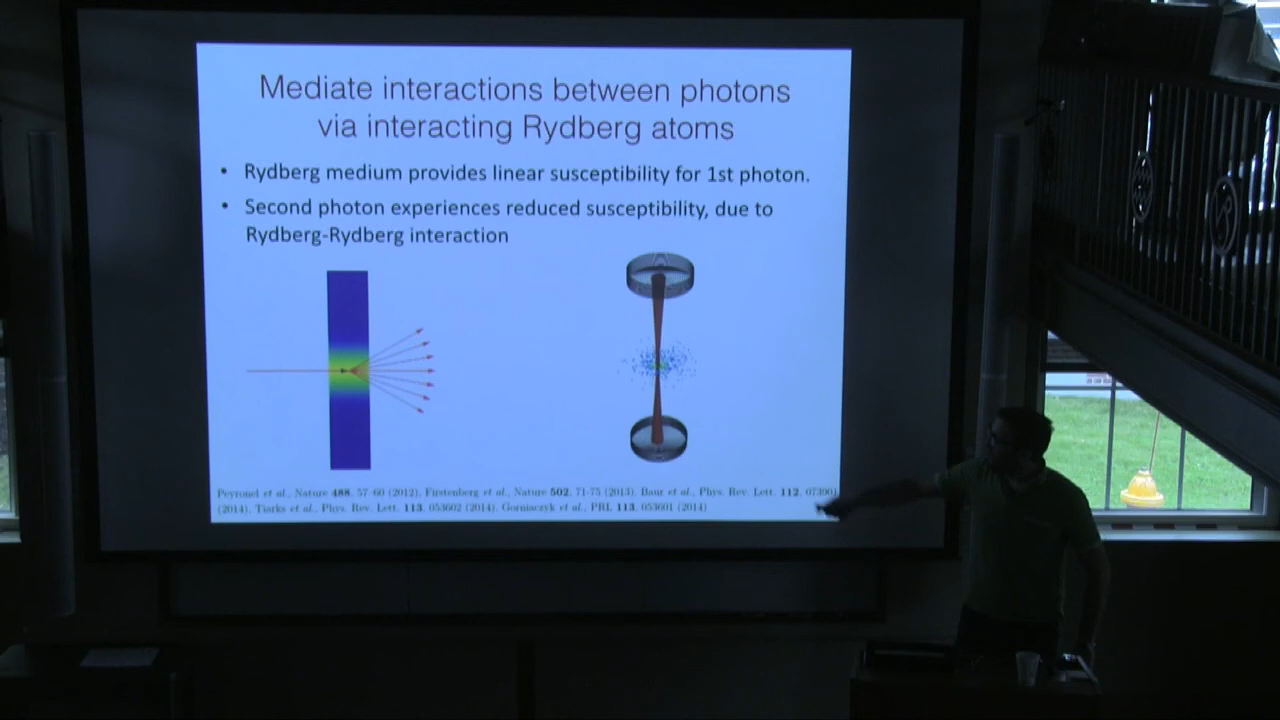 Mediate interactions between photons
via interacting Rydberg atoms
• Rydberg medium provides linear susceptibility for 1st photon.
• Second photon experiences reduced susceptibility, due to
Rydberg-Rydberg interaction
Peyronel et al., Nature 488, 57-60 (2012). Firstenberg et al., Nature 502, 71-75 (2013). Baur et al., Phys. Rev. Lett. 112, 073901
(2014). Tiarks et al., Phys. Rev. Lett. 113, 053602 (2014). Gorniaczyk et al., PRL 113, 053601 (2014)